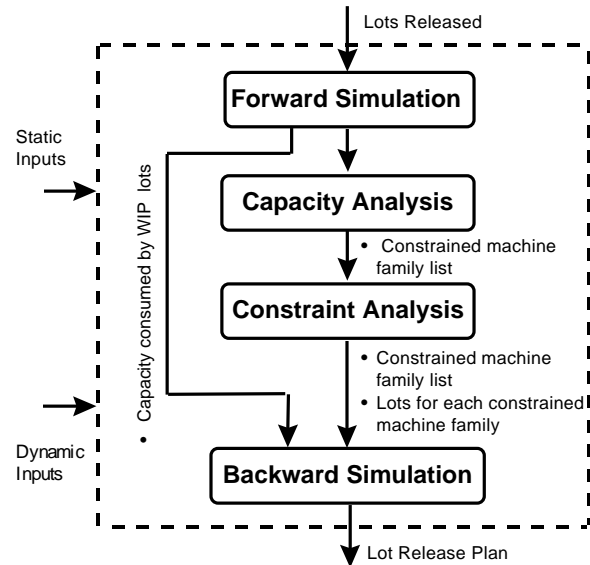 Lots Released
Forward Simulation
Static
Inputs
Capacity Analysis
• Capacity consumed by WIP lots
• Constrained machine
family list
Constraint Analysis
• Constrained machine
family list
• Lots for each constrained
machine family
Dynamic
Inputs
Backward Simulation
Lot Release Plan